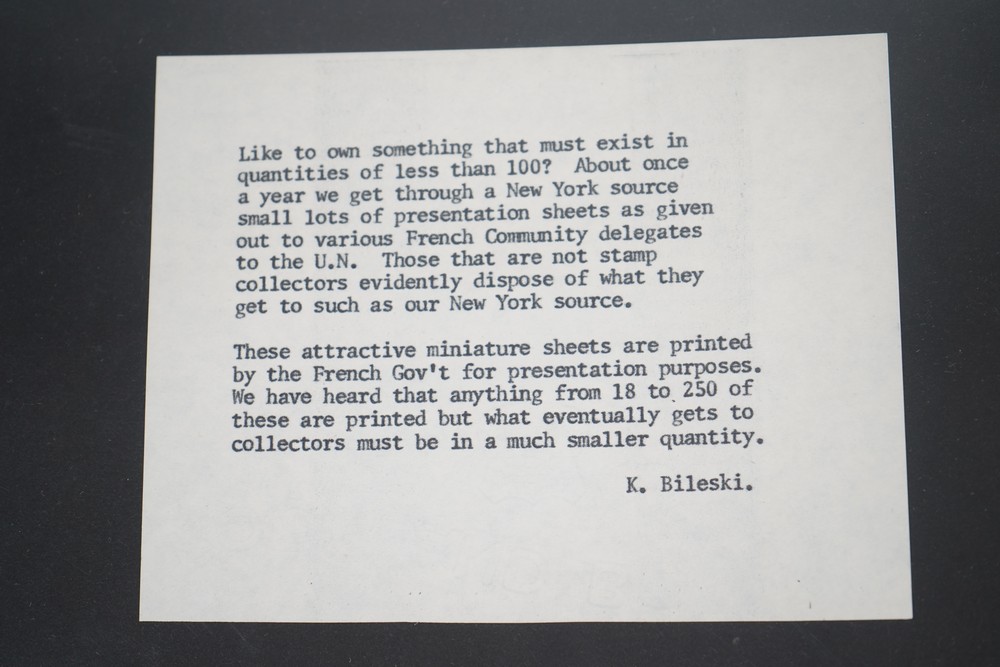 Like to own something that must exist in
quantities of less than 100? About once
a year we get through a New York source
small lots of presentation sheets as given
out to various French Community delegates
to the U.N. Those that are not stamp
collectors evidently dispose of what they
get to such as our New York source.
These attractive miniature sheets are printed
by the French Gov't for presentation purposes.
We have heard that anything from 18 to 250 of
these are printed but what eventually gets to
collectors must be in a much smaller quantity.
K. Bileski.